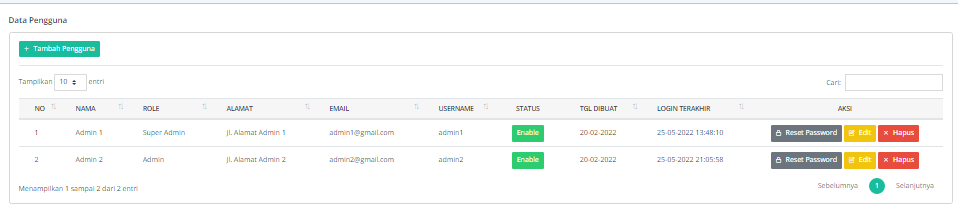 Data Pengguna
+ Tambah Pengguna
Tampilkan 10 entri
Cari:
NO NAMA ROLE ALAMAT EMAIL USERNAME STATUS TGL DIBUAT LOGIN TERAKHIR AKSI
1 Admin 1 Super Admin Jl. Alamat Admin 1 admin1@gmail.com admin1 Enable 20-02-2022 25-05-2022 13:48:10 Reset Password Edit × Hapus
2 Admin 2 Admin Jl. Alamat Admin 2 admin2@gmail.com admin2 Enable 20-02-2022 25-05-2022 21:05:58 Reset Password Edit × Hapus
Menampilkan 1 sampai 2 dari 2 entri
Sebelumnya 1 Selanjutnya